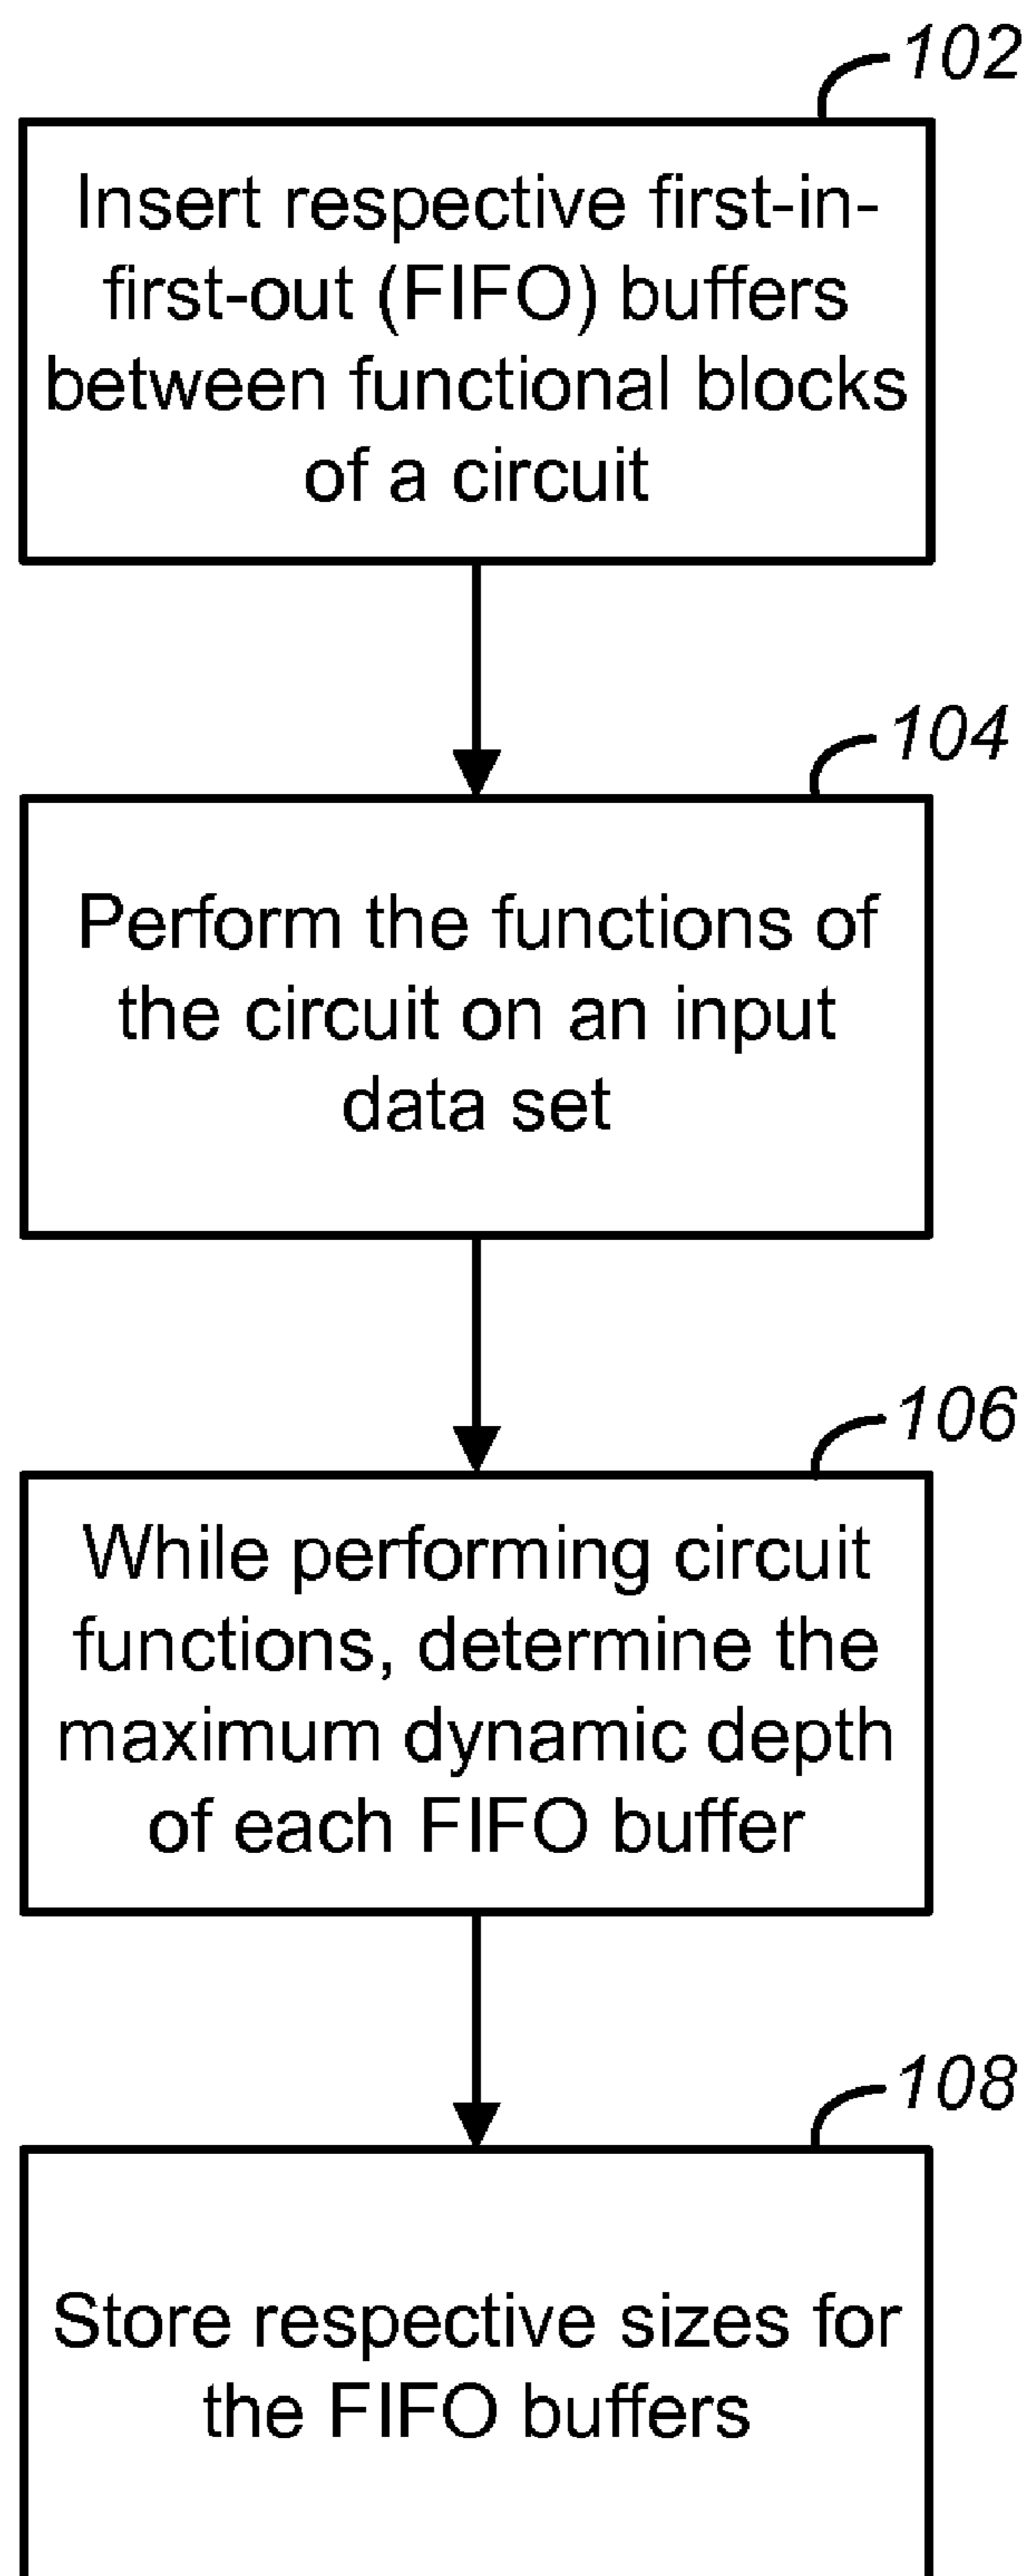 102
Insert respective first-in-
first-out (FIFO) buffers
between functional blocks
of a circuit
104
Perform the functions of
the circuit on an input
data set
106
While performing circuit
functions, determine the
maximum dynamic depth
of each FIFO buffer
108
Store respective sizes for
the FIFO buffers